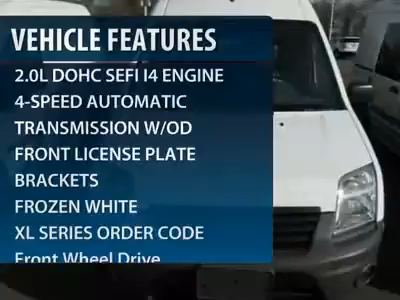 VEHICLE FEATURES
2.0L DOHC SEFI I4 ENGINE
4-SPEED AUTOMATIC
TRANSMISSION W/OD
FRONT LICENSE PLATE
BRACKETS
FROZEN WHITE
XL SERIES ORDER CODE
Front Wheel Drive